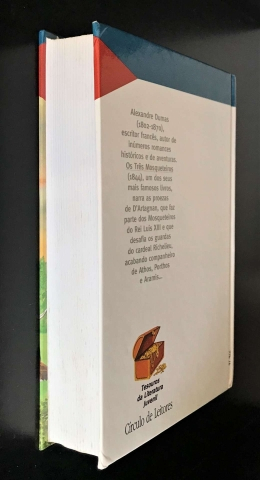 Alexandre Dumas
(1802-1870),
escritor francês, autor de
inúmeros romances
históricos e de aventuras.
Os Três Mosqueteiros
(1844), um dos seus
mais famosos livros,
narra as proezas
de D'Artagnan, que faz
parte dos Mosqueteiros
do Rei Luís XIII e que
desafia os guardas
do cardeal Richelieu,
acabando companheiro
de Athos, Porthos
e Aramis...
Tesouros
da Literatura
Juvenil
Círculo de Leitores